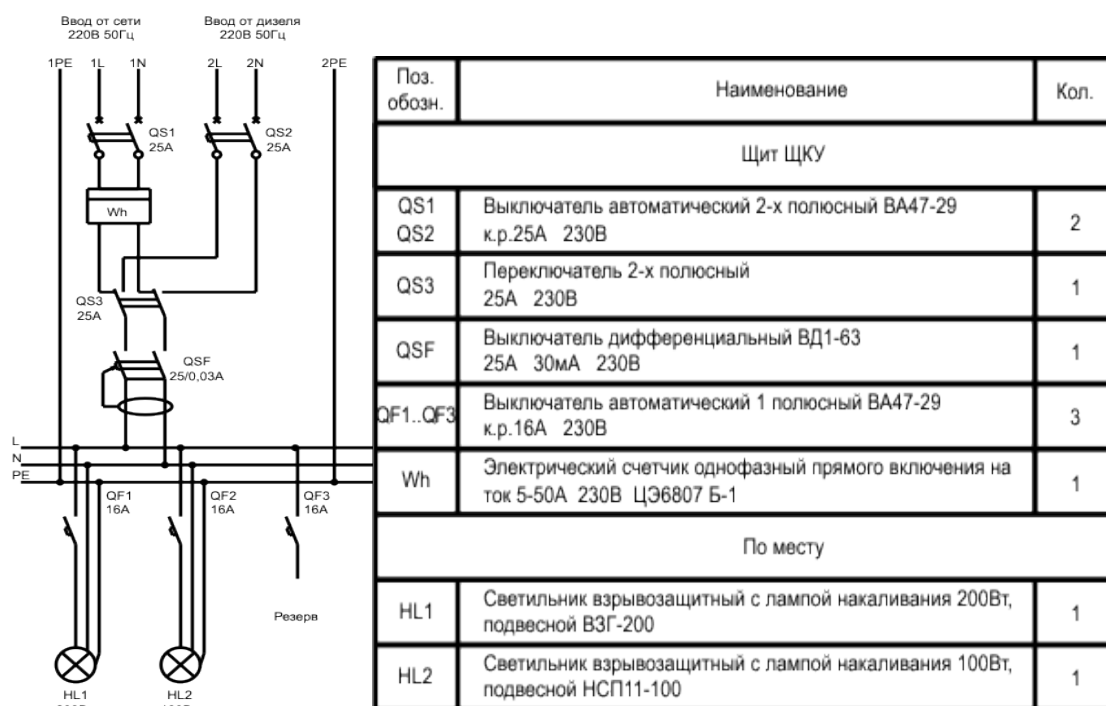 Ввод от сети
220В 50Гц
Ввод от дизеля
220В 50Гц
1PE 1L 1N 2L 2N 2PE
QS1
25A
QS2
25A
Wh
QS3
25A
QSF
25/0,03A
L
N
PE
QF1
16A
QF2
16A
QF3
16A
Резерв
HL1
HL2
Поз.
обозн.
Наименование
Кол.
Щит ЩКУ
QS1
QS2
Выключатель автоматический 2-х полюсный ВА47-29
к.р.25А 230В
2
QS3
Переключатель 2-х полюсный
25А 230В
1
QSF
Выключатель дифференциальный ВД1-63
25А 30мА 230В
1
QF1..QF3
Выключатель автоматический 1 полюсный ВА47-29
к.р.16А 230В
3
Wh
Электрический счетчик однофазный прямого включения на
ток 5-50А 230В ЦЭ6807 Б-1
1
По месту
HL1
Светильник взрывозащитный с лампой накаливания 200Вт,
подвесной ВЗГ-200
1
HL2
Светильник взрывозащитный с лампой накаливания 100Вт,
подвесной НСП11-100
1